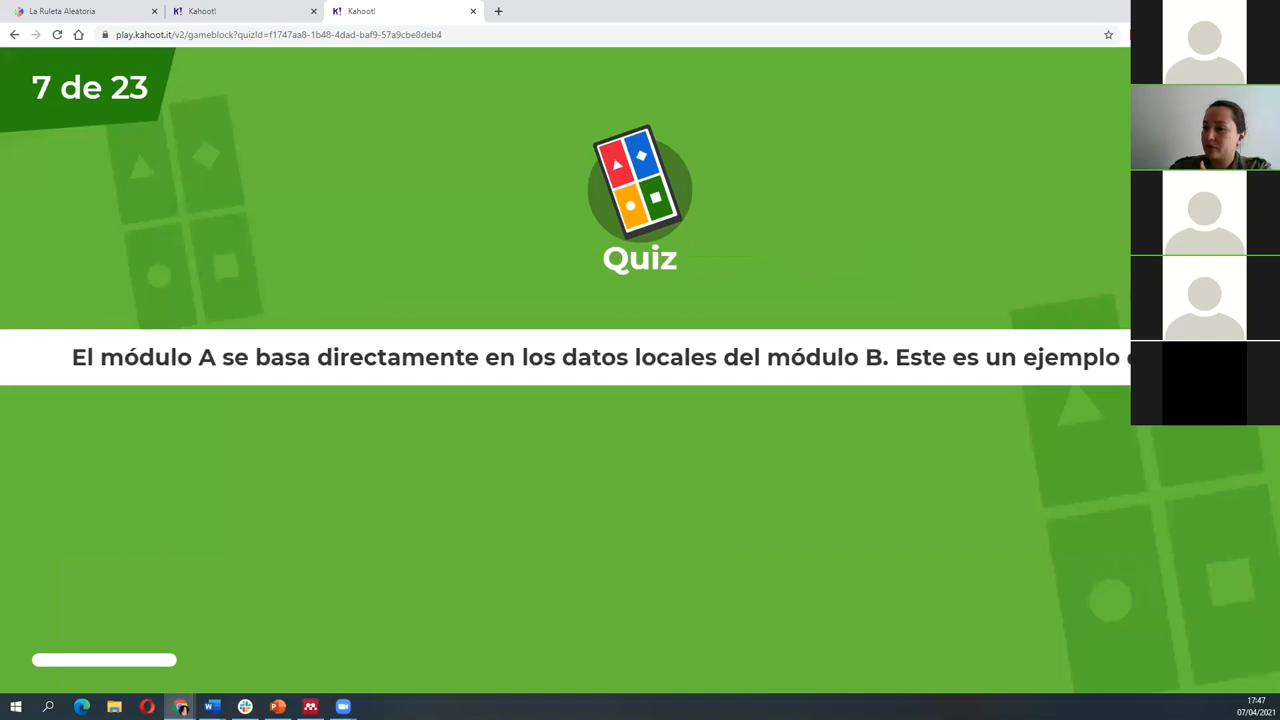 La Ruleta Aleatoria
Kahoot!
Kahoot!
play.kahoot.it/v2/gameblock?quizId=f1747aa8-1b48-4dad-baf9-57a9cbe8deb4
7 de 23
Quiz
El módulo A se basa directamente en los datos locales del módulo B. Este es un ejemplo
17:47
07/04/2021